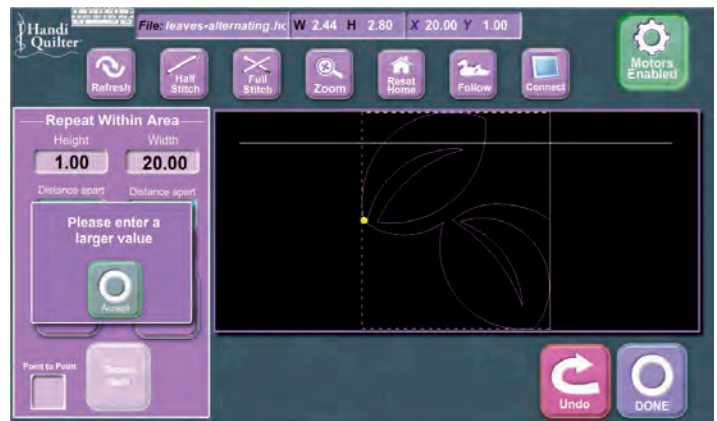 Handi
Quilter
File: leaves-alternating.hc W 2.44 H 2.80 X 20.00 Y 1.00
Refresh
Half
Stitch
Full
Stitch
Zoom
Reset
Home
Follow
Connect
Motors
Enabled
Repeat Within Area
Height Width
1.00 20.00
Distance apart Distance apart
Please enter a
larger value
Accept
Point to Point
Undo
DONE